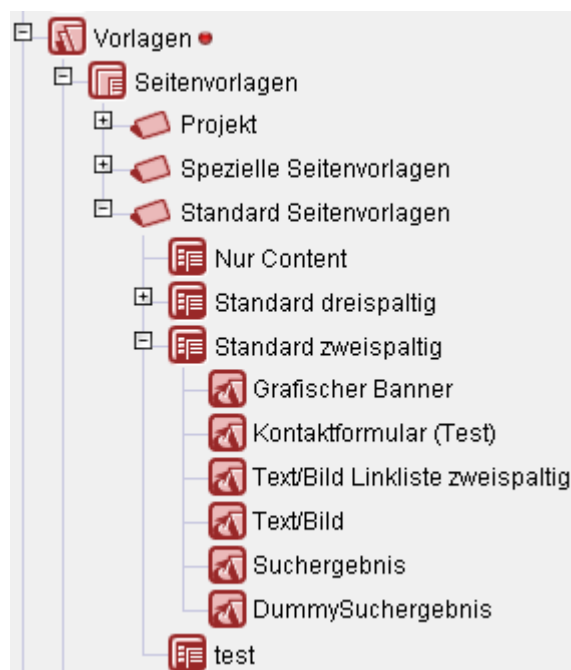 Vorlagen
Seitenvorlagen
Projekt
Spezielle Seitenvorlagen
Standard Seitenvorlagen
Nur Content
Standard dreispaltig
Standard zweispaltig
Grafischer Banner
Kontaktformular (Test)
Text/Bild Linkliste zweispaltig
Text/Bild
Suchergebnis
DummySuchergebnis
test